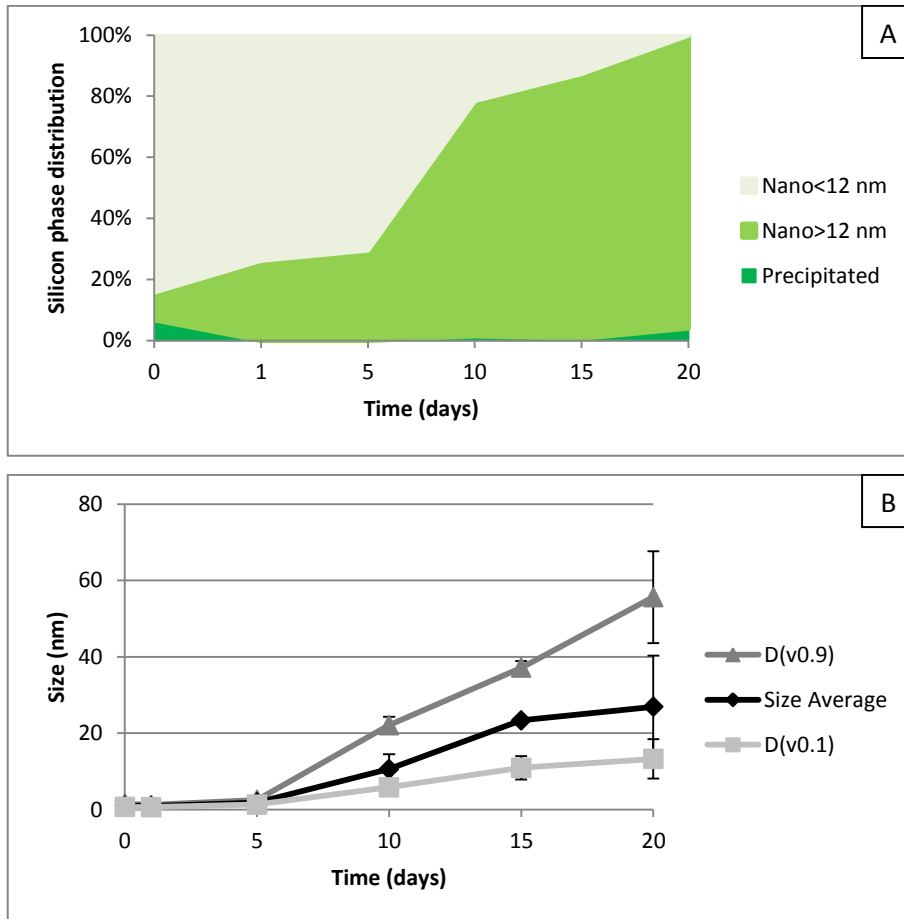 A
100%
80%
60%
40%
20%
0%
Silicon phase distribution
0 1 5 10 15 20
Time (days)
Nano<12 nm
Nano>12 nm
Precipitated
B
80
60
40
20
0
Size (nm)
0 5 10 15 20
Time (days)
D(v0.9)
Size Average
D(v0.1)